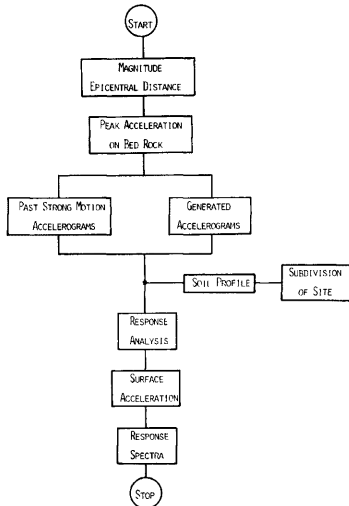 START
MAGNITUDE
EPICENTRAL DISTANCE
PEAK ACCELERATION
ON BED ROCK
PAST STRONG MOTION
ACCELEROGRAMS
GENERATED
ACCELEROGRAMS
SOIL PROFILE
SUBDIVISION
OF SITE
RESPONSE
ANALYSIS
SURFACE
ACCELERATION
RESPONSE
SPECTRA
STOP